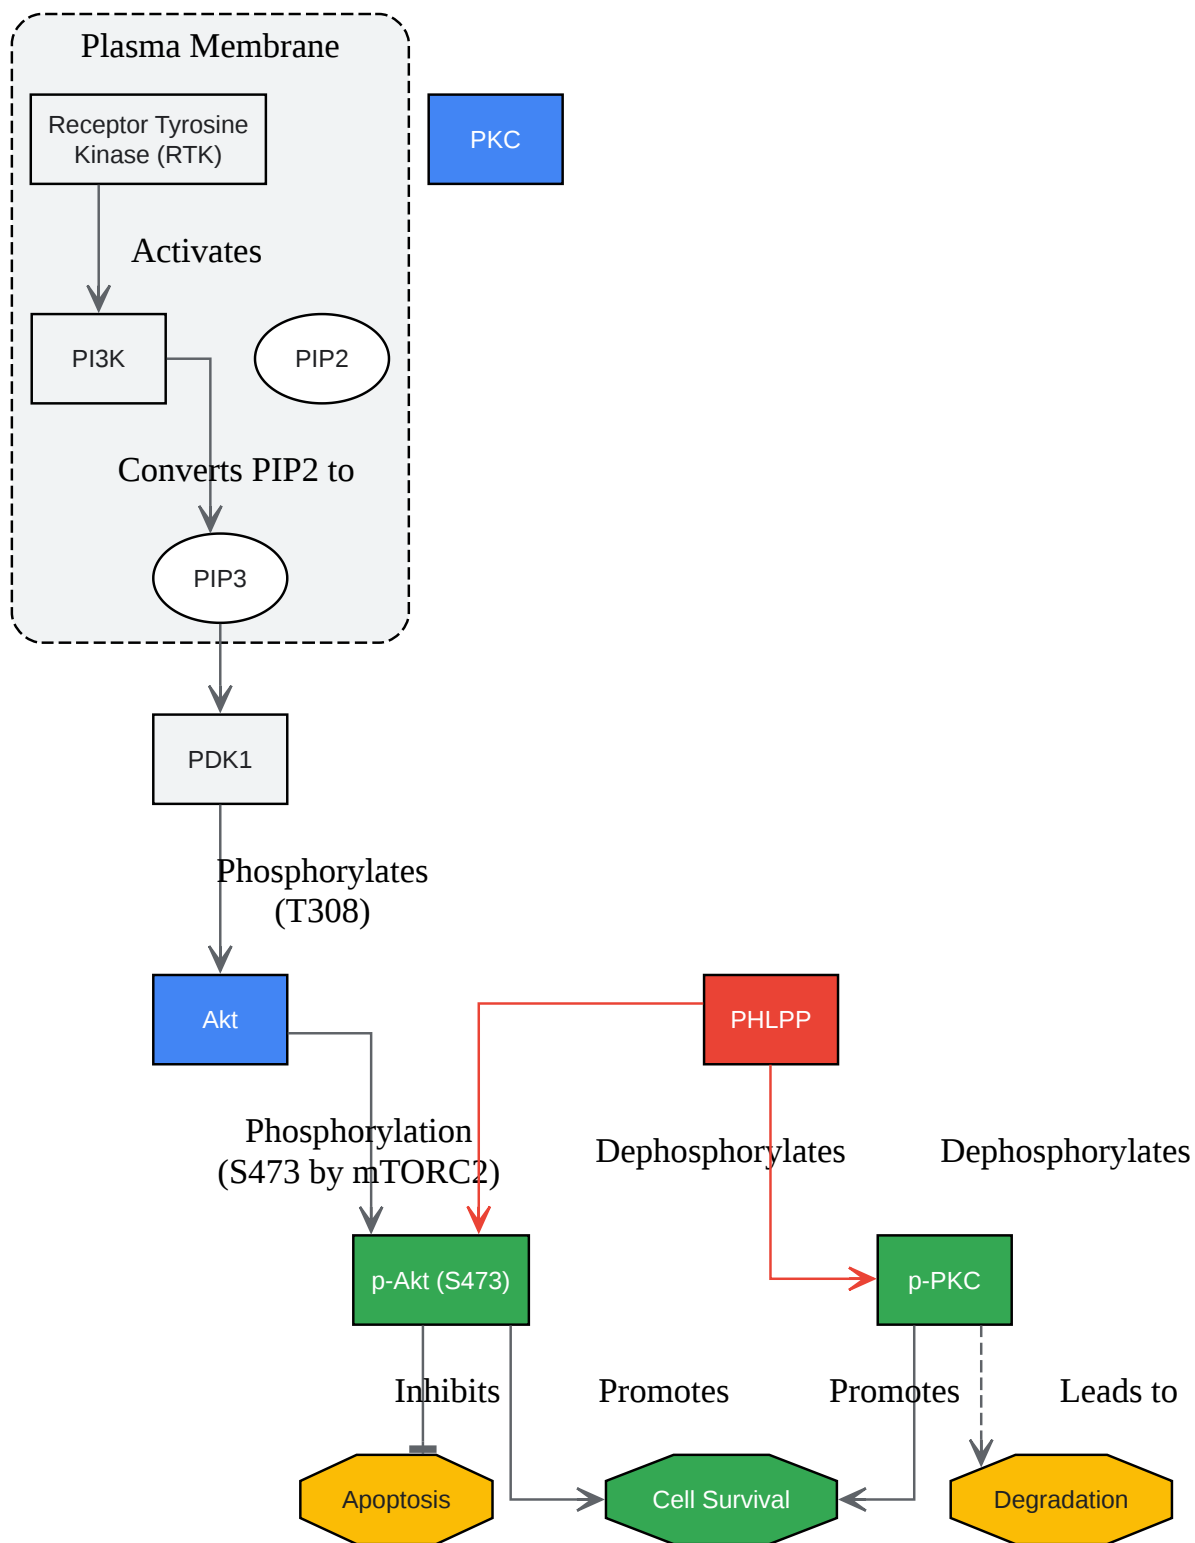 Plasma Membrane
Receptor Tyrosine
Kinase (RTK)
PKC
Activates
PI3K
PIP2
Converts PIP2 to
PIP3
PDK1
Phosphorylates
(T308)
Akt
PHLPP
Phosphorylation
(S473 by mTORC2)
Dephosphorylates
Dephosphorylates
p-Akt (S473)
p-PKC
Inhibits
Promotes
Promotes
Leads to
Apoptosis
Cell Survival
Degradation